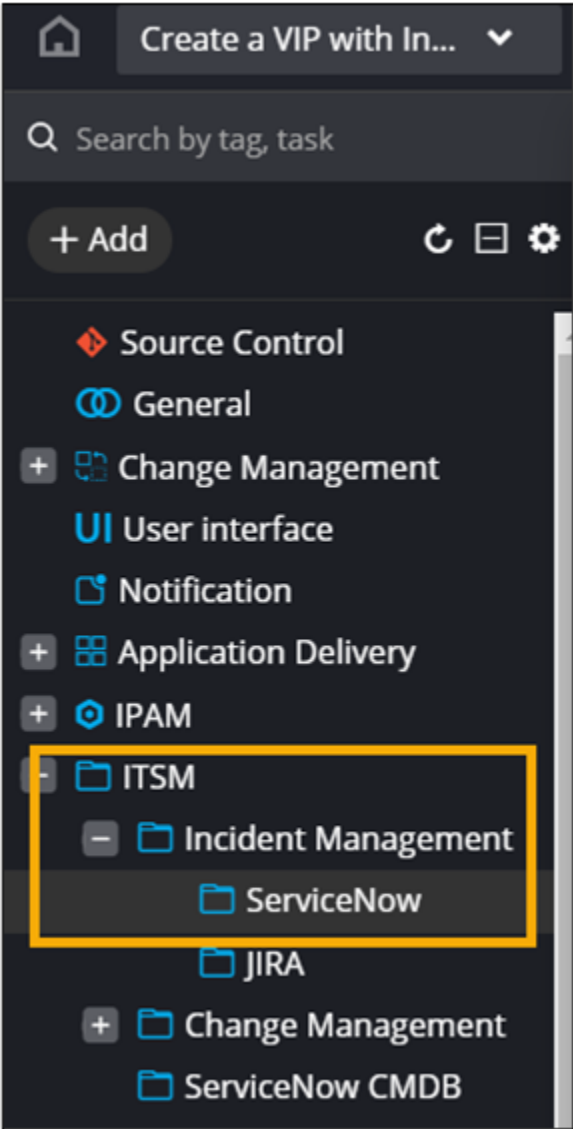 Create a VIP with In...
Search by tag, task
+ Add
Source Control
General
Change Management
UI User interface
Notification
Application Delivery
IPAM
ITSM
Incident Management
ServiceNow
JIRA
Change Management
ServiceNow CMDB